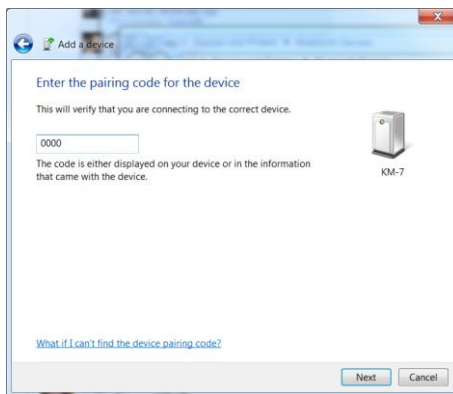 Add a device
Enter the pairing code for the device
This will verify that you are connecting to the correct device.
0000
The code is either displayed on your device or in the information
that came with the device.
KM-7
What if I can't find the device pairing code?
Next
Cancel